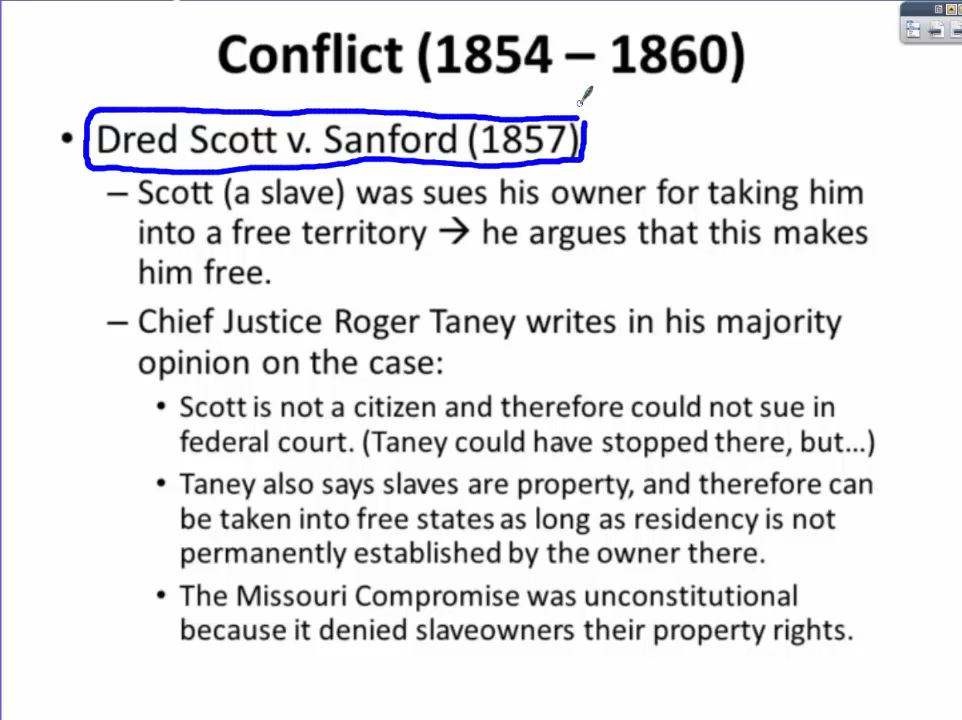 Conflict (1854 – 1860)
• Dred Scott v. Sanford (1857)
– Scott (a slave) was sues his owner for taking him
into a free territory → he argues that this makes
him free.
– Chief Justice Roger Taney writes in his majority
opinion on the case:
• Scott is not a citizen and therefore could not sue in
federal court. (Taney could have stopped there, but…)
• Taney also says slaves are property, and therefore can
be taken into free states as long as residency is not
permanently established by the owner there.
• The Missouri Compromise was unconstitutional
because it denied slaveowners their property rights.